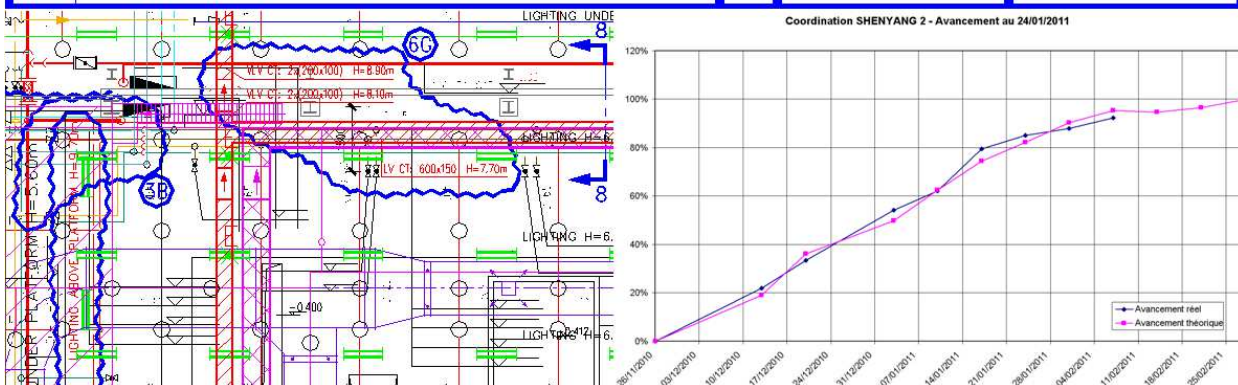 LIGHTING UNDE
8
6G
VLV CT: 2x(200x100) H=8.90m
VLV CT: 2x(200x100) H=8.10m
LIGHTING H=6.
LV CT: 600x150 H=7.70m
8
3B
UNDER PLATFORM H=5.60m
LIGHTING ABOVE PLATFORM H=9.70m
LIGHTING H=6.
-0.400
LIGHTING H=6.
Coordination SHENYANG 2 - Avancement au 24/01/2011
120%
100%
80%
60%
40%
20%
0%
Avancement réel
Avancement théorique
26/11/2010
03/12/2010
10/12/2010
17/12/2010
24/12/2010
31/12/2010
07/01/2011
14/01/2011
21/01/2011
28/01/2011
04/02/2011
11/02/2011
18/02/2011
25/02/2011